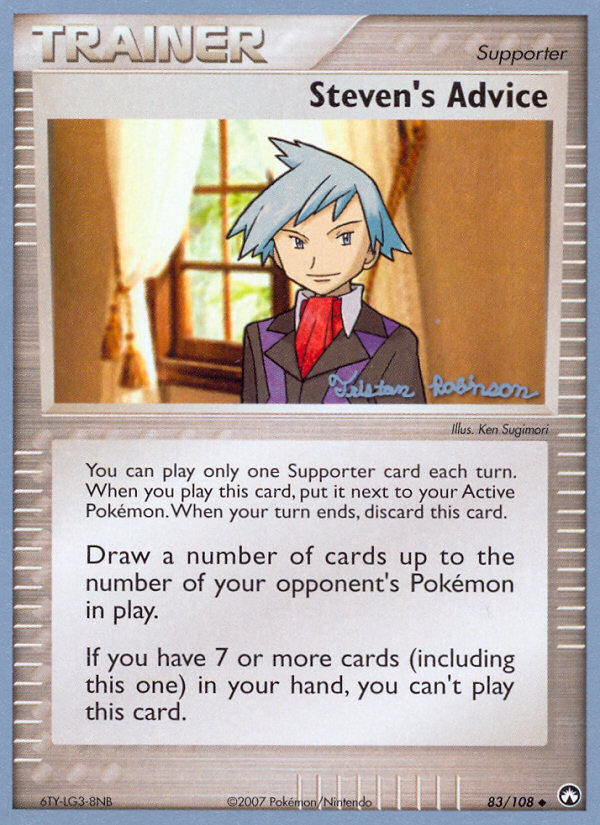 TRAINER
Supporter
Steven's Advice
Tristan Robinson
Illus. Ken Sugimori
You can play only one Supporter card each turn.
When you play this card, put it next to your Active
Pokémon. When your turn ends, discard this card.
Draw a number of cards up to the
number of your opponent's Pokémon
in play.
If you have 7 or more cards (including
this one) in your hand, you can't play
this card.
6TY-LG3-8NB
©2007 Pokémon/Nintendo
83/108